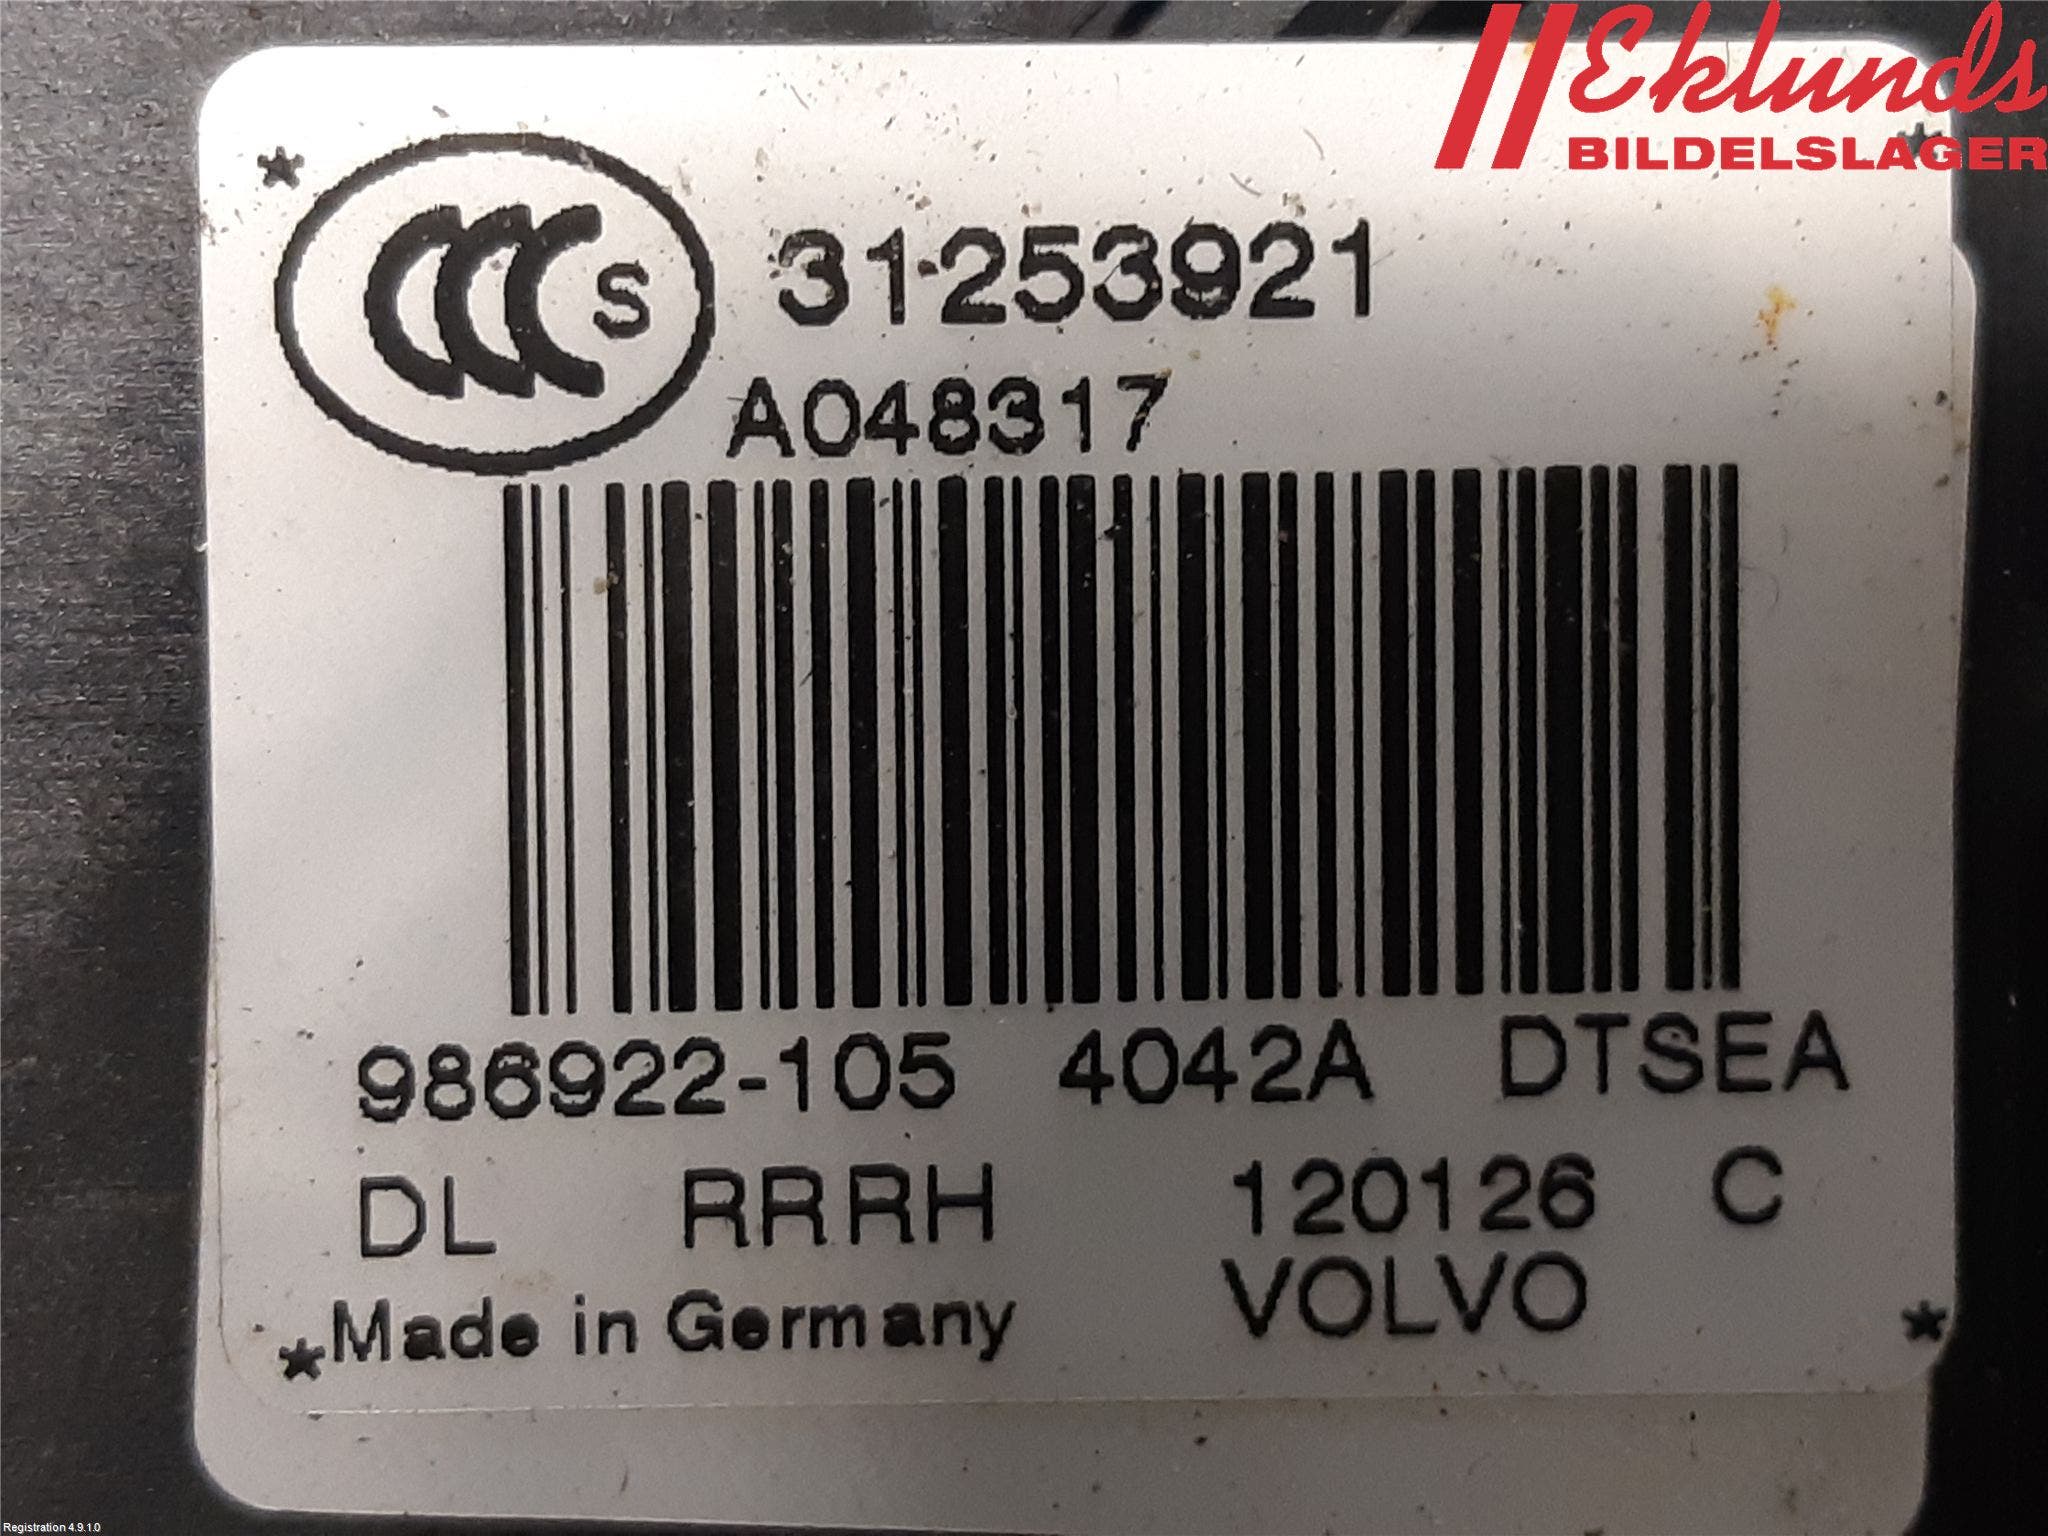 Eklunds
BILDELSLAGER
CCC S
31253921
A048317
986922-105 4042A DTSEA
DL RRRH 120126 C
*Made in Germany VOLVO *
Registration 4.9.1.0